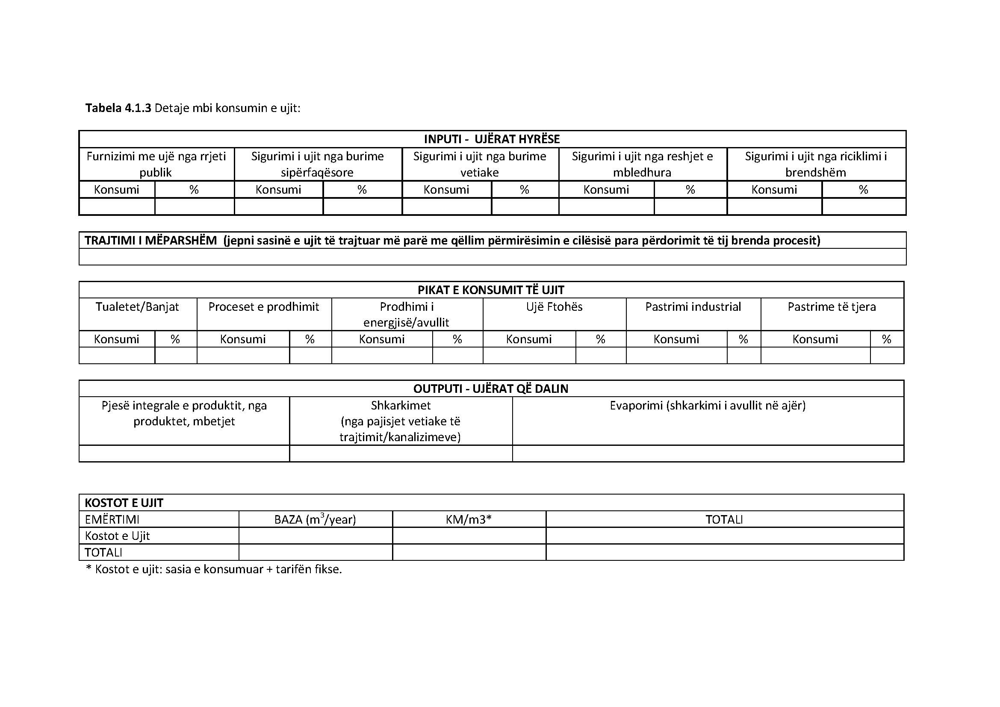 Tabela 4.1.3 Detaje mbi konsumin e ujit:
INPUTI - UJËRAT HYRËSE
Furnizimi me ujë nga rrjeti publik
Sigurimi i ujit nga burime sipërfaqësore
Sigurimi i ujit nga burime vetiake
Sigurimi i ujit nga reshjet e mbledhura
Sigurimi i ujit nga riciklimi i brendshëm
Konsumi % Konsumi % Konsumi % Konsumi % Konsumi %
TRAJTIMI I MËPARSHËM (jepni sasinë e ujit të trajtuar më parë me qëllim përmirësimin e cilësisë para përdorimit të tij brenda procesit)
PIKAT E KONSUMIT TË UJIT
Tualetet/Banjat
Proceset e prodhimit
Prodhimi i energjisë/avullit
Ujë Ftohës
Pastrimi industrial
Pastrime të tjera
Konsumi % Konsumi % Konsumi % Konsumi % Konsumi % Konsumi %
OUTPUTI - UJËRAT QË DALIN
Pjesë integrale e produktit, nga
produktet, mbetjet
Shkarkimet
(nga pajisjet vetiake të
trajtimit/kanalizimeve)
Evaporimi (shkarkimi i avullit në ajër)
KOSTOT E UJIT
EMËRTIMI BAZA (m³/year) KM/m3* TOTALI
Kostot e Ujit
TOTALI
* Kostot e ujit: sasia e konsumuar + tarifën fikse.